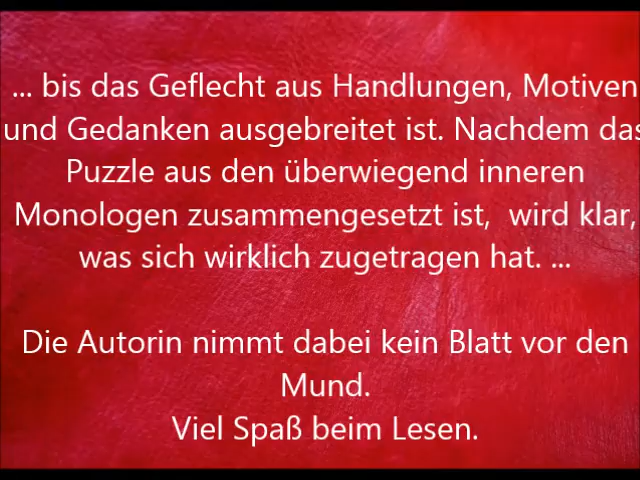 ... bis das Geflecht aus Handlungen, Motiven
und Gedanken ausgebreitet ist. Nachdem das
Puzzle aus den überwiegend inneren
Monologen zusammengesetzt ist, wird klar,
was sich wirklich zugetragen hat. ...
Die Autorin nimmt dabei kein Blatt vor den
Mund.
Viel Spaß beim Lesen.